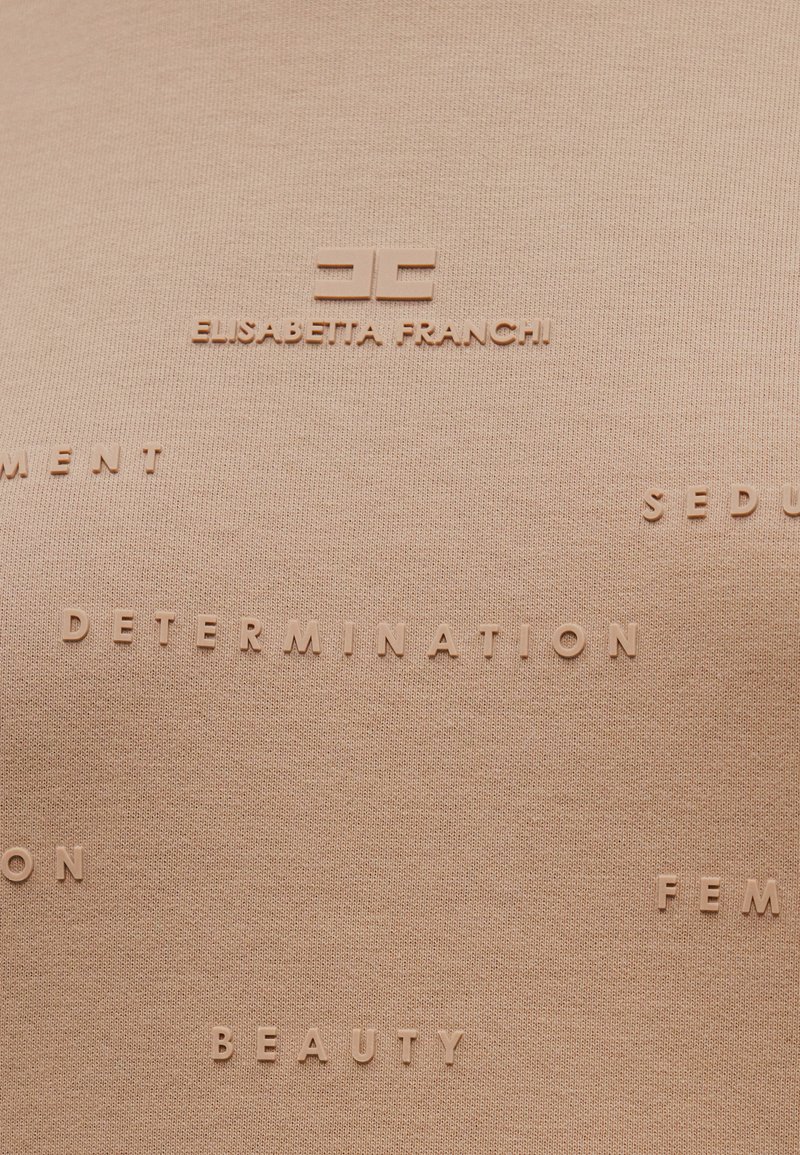 ELISABETTA FRANCHI
MENT
SEDU
DETERMINATION
ON
FEM
BEAUTY